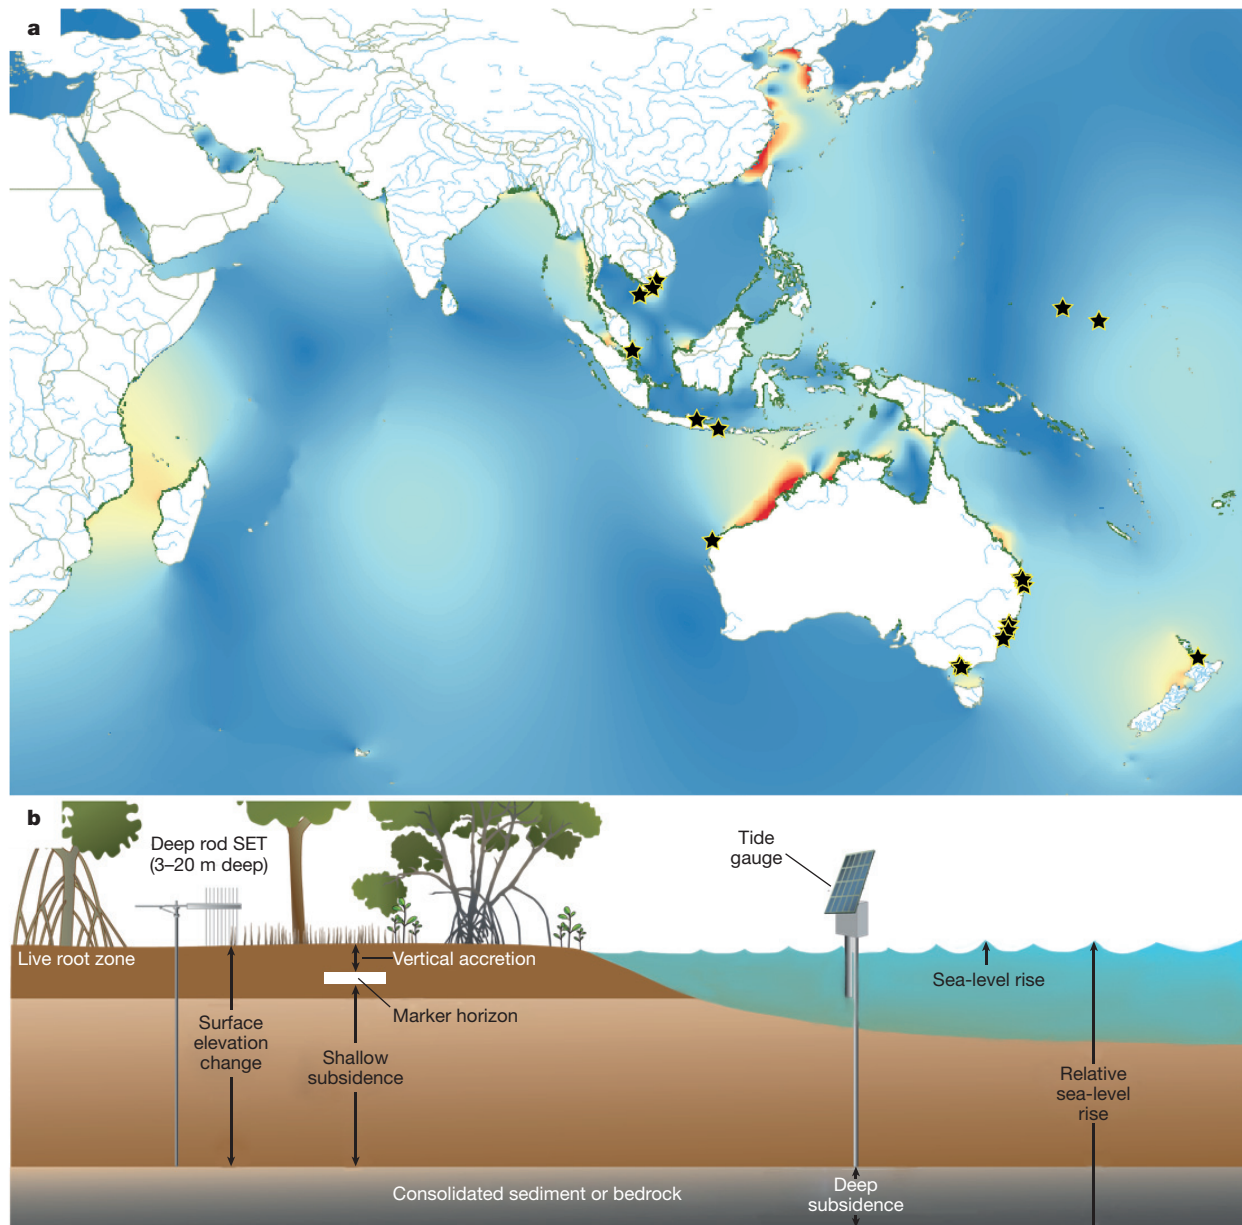 a
b
Deep rod SET
(3–20 m deep)
Tide
gauge
Live root zone
Vertical accretion
Sea-level rise
Marker horizon
Surface
elevation
change
Shallow
subsidence
Relative
sea-level
rise
Consolidated sediment or bedrock
Deep
subsidence